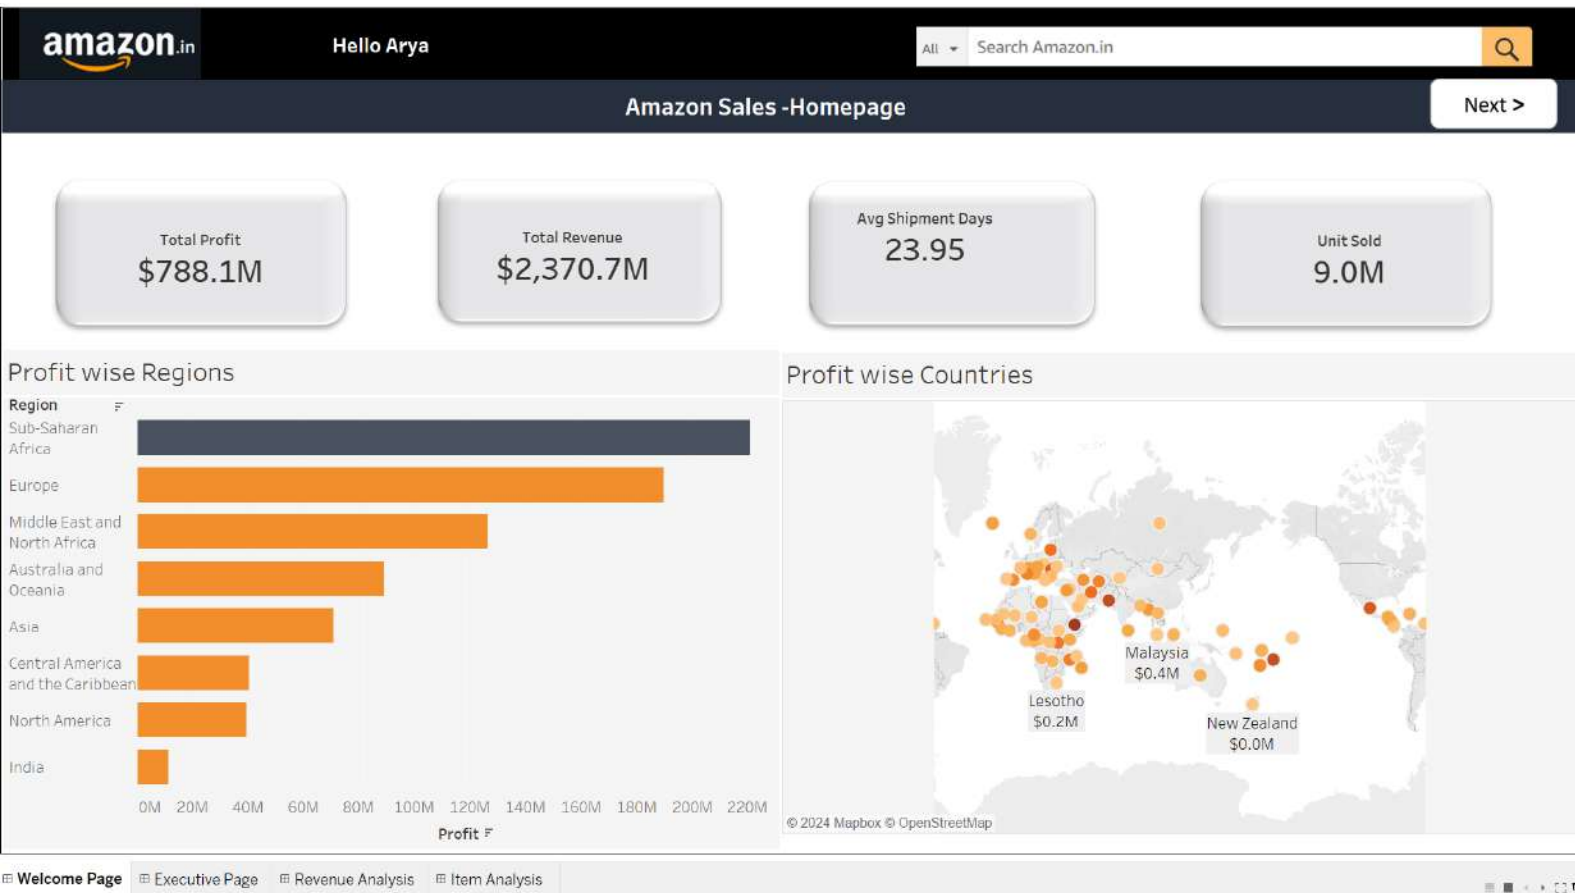 amazon.in
Hello Arya
All
Search Amazon.in
Amazon Sales -Homepage
Next >
Total Profit
$788.1M
Total Revenue
$2,370.7M
Avg Shipment Days
23.95
Unit Sold
9.0M
Profit wise Regions
Region
Sub-Saharan
Africa
Europe
Middle East and
North Africa
Australia and
Oceania
Asia
Central America
and the Caribbean
North America
India
0M 20M 40M 60M 80M 100M 120M 140M 160M 180M 200M 220M
Profit
Profit wise Countries
Malaysia
$0.4M
Lesotho
$0.2M
New Zealand
$0.0M
© 2024 Mapbox © OpenStreetMap
Welcome Page Executive Page Revenue Analysis Item Analysis